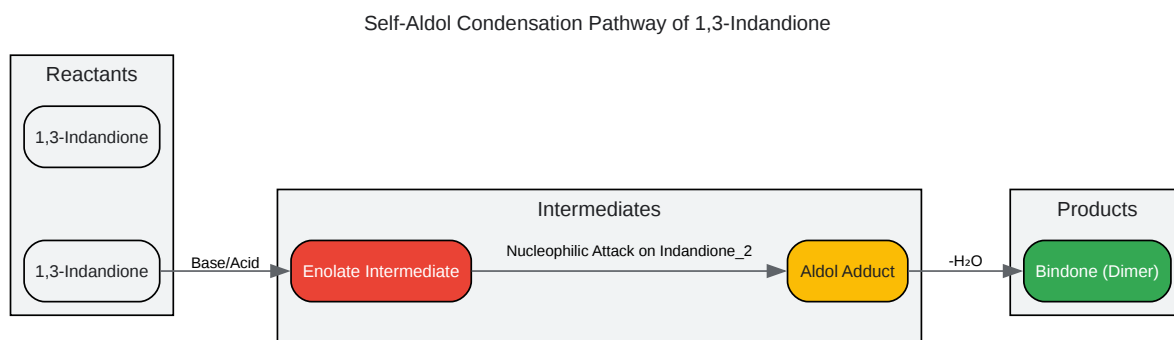 Self-Aldol Condensation Pathway of 1,3-Indandione
Reactants
1,3-Indandione
1,3-Indandione
Base/Acid
Intermediates
Enolate Intermediate
Nucleophilic Attack on Indandione_2
Aldol Adduct
-H₂O
Products
Bindone (Dimer)